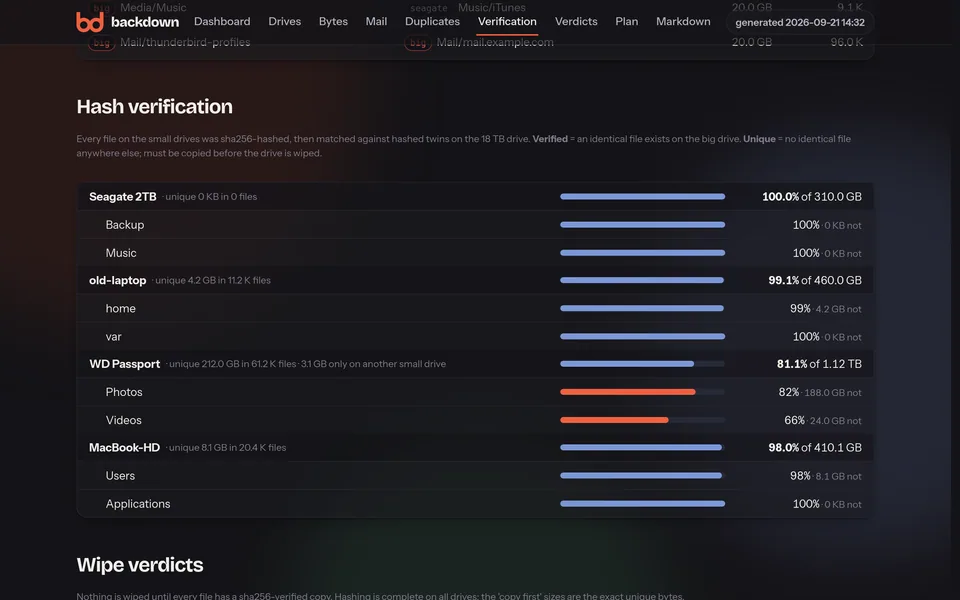 big Media/Music seagate Media/iTunes 20.0 GB 9.1 K
backdown Dashboard Drives Bytes Mail Duplicates Verification Verdicts Plan Markdown generated 2026-09-21 14:32
big Mail/thunderbird-profiles big Mail/mail.example.com 20.0 GB 96.0 K
Hash verification
Every file on the small drives was sha256-hashed, then matched against hashed twins on the 18 TB drive. Verified = an identical file exists on the big drive. Unique = no identical file
anywhere else; must be copied before the drive is wiped.
Seagate 2TB · unique 0 KB in 0 files 100.0% of 310.0 GB
Backup 100% · 0 KB not
Music 100% · 0 KB not
old-laptop · unique 4.2 GB in 11.2 K files 99.1% of 460.0 GB
home 99% · 4.2 GB not
var 100% · 0 KB not
WD Passport · unique 212.0 GB in 61.2 K files · 3.1 GB only on another small drive 81.1% of 1.12 TB
Photos 82% · 188.0 GB not
Videos 66% · 24.0 GB not
MacBook-HD · unique 8.1 GB in 20.4 K files 98.0% of 410.1 GB
Users 98% · 8.1 GB not
Applications 100% · 0 KB not
Wipe verdicts
Nothing is wiped until every file has a sha256-verified copy. Hashing is complete on all drives; the 'copy first' sizes are the exact unique bytes.